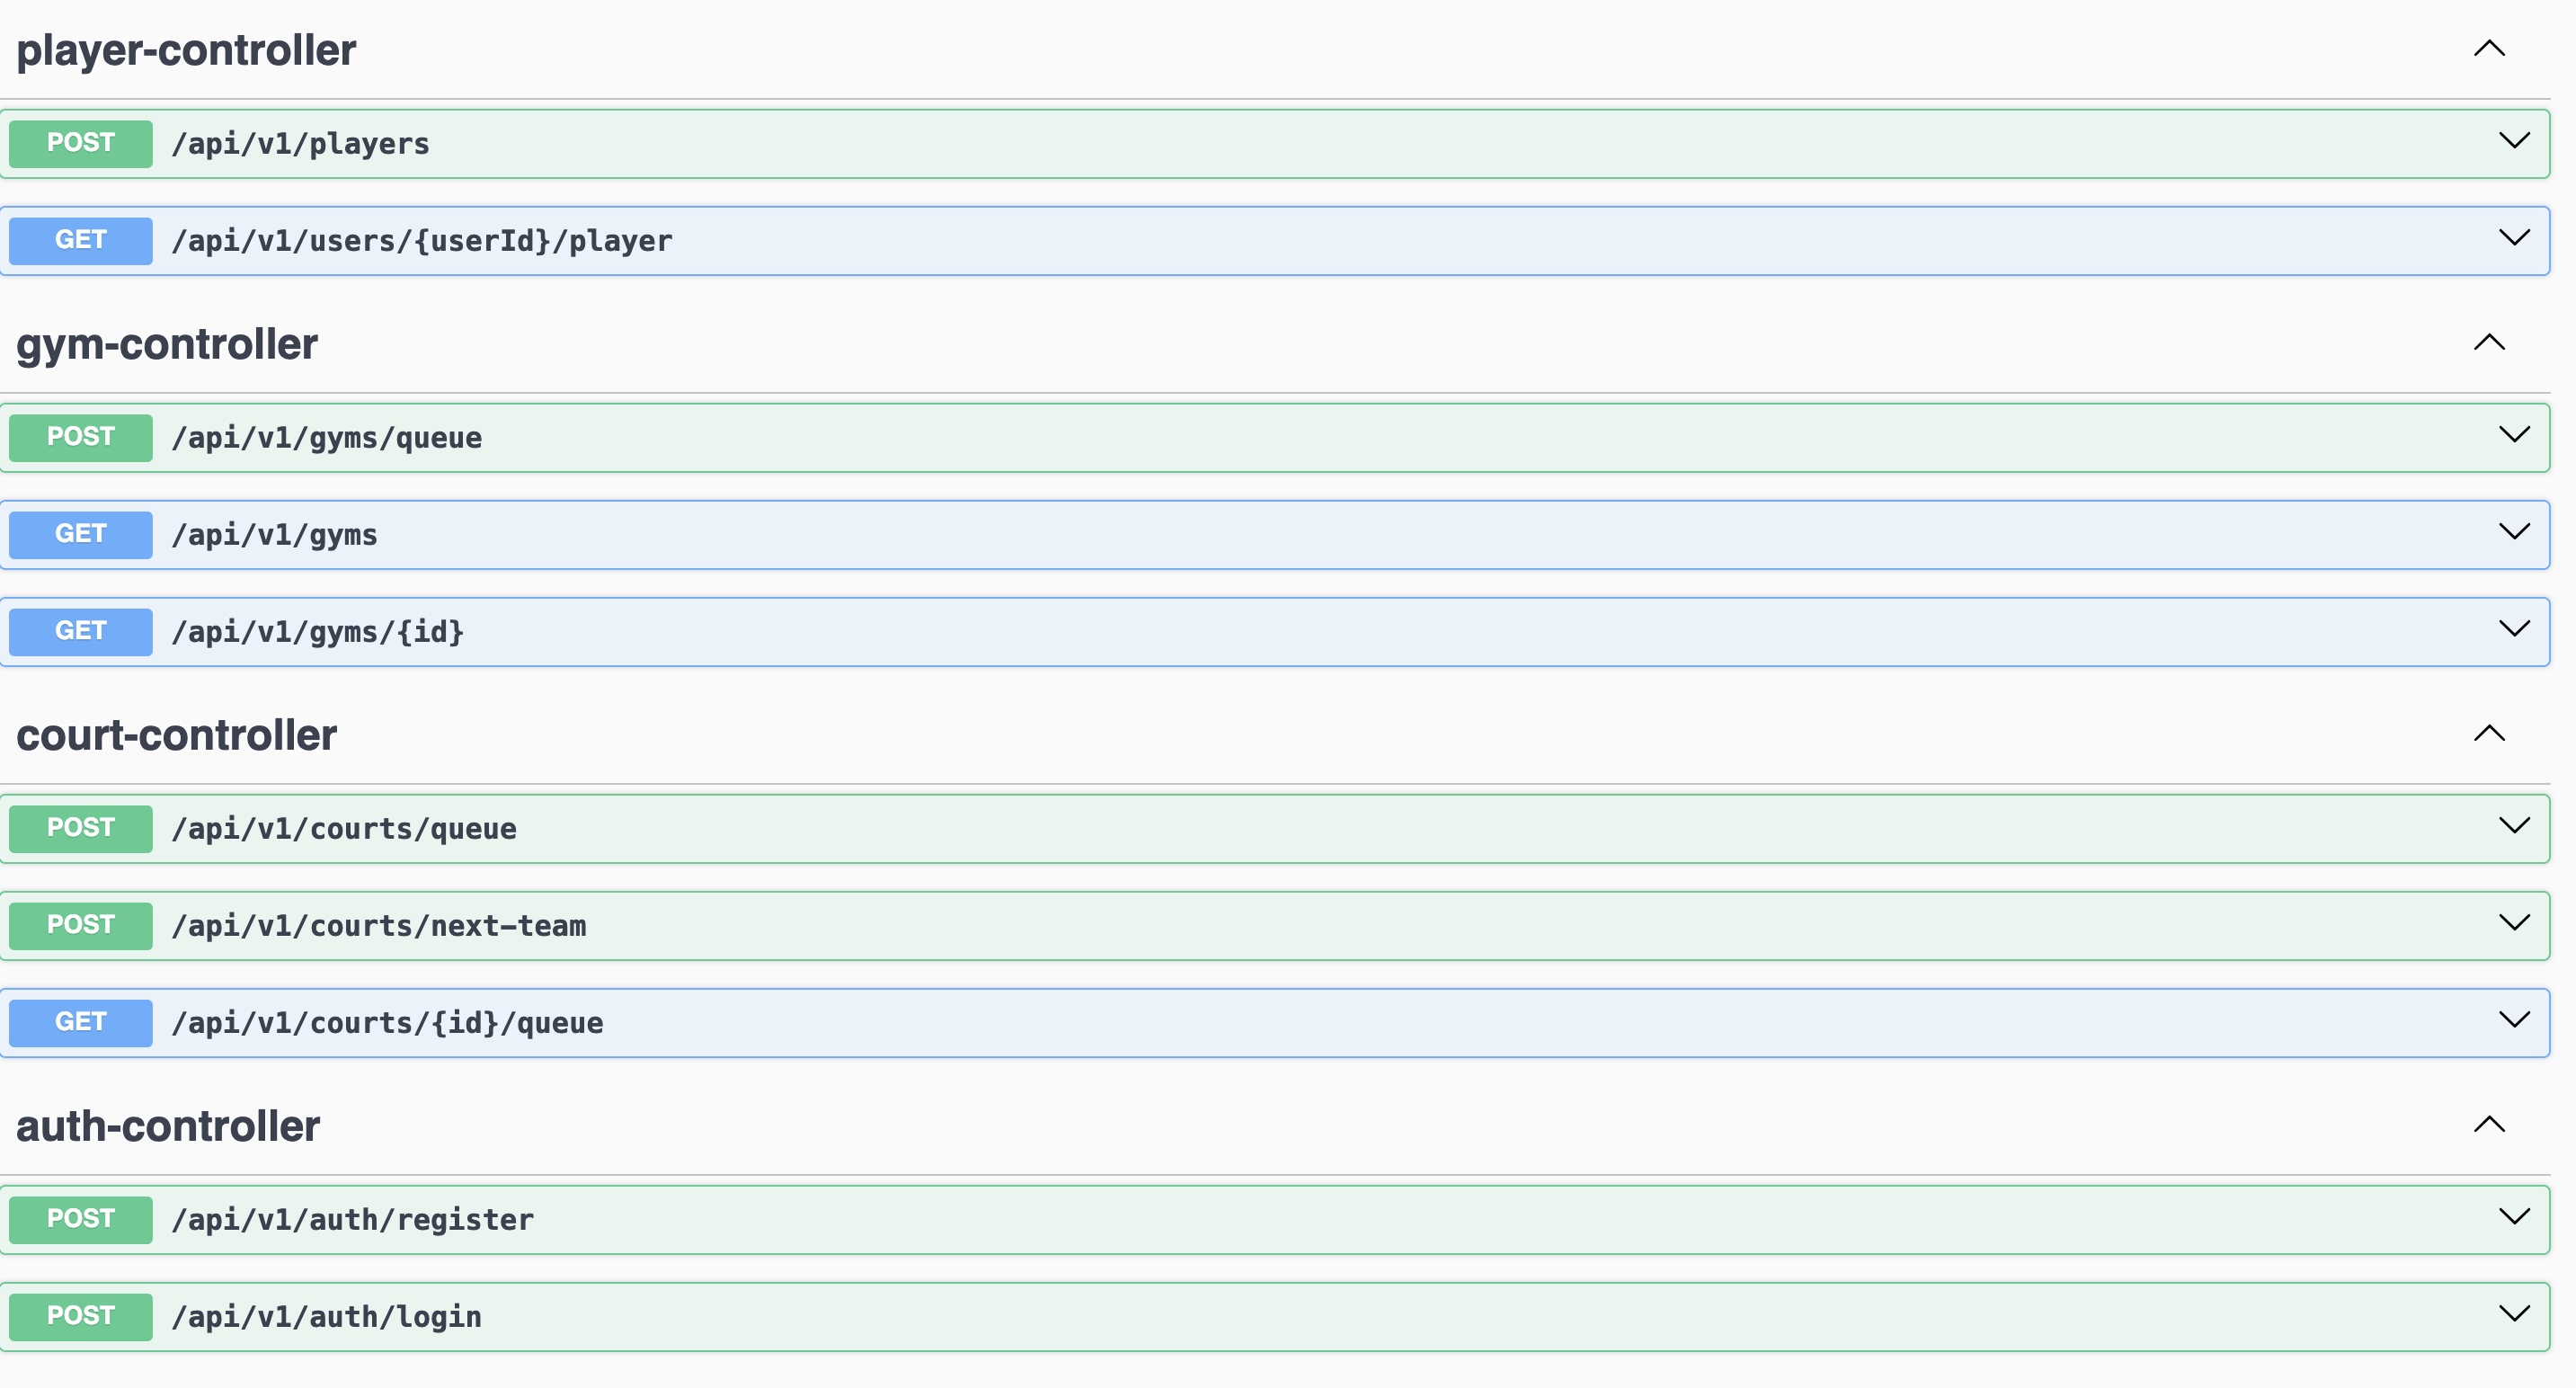 player-controller
POST /api/v1/players
GET /api/v1/users/{userId}/player
gym-controller
POST /api/v1/gyms/queue
GET /api/v1/gyms
GET /api/v1/gyms/{id}
court-controller
POST /api/v1/courts/queue
POST /api/v1/courts/next-team
GET /api/v1/courts/{id}/queue
auth-controller
POST /api/v1/auth/register
POST /api/v1/auth/login